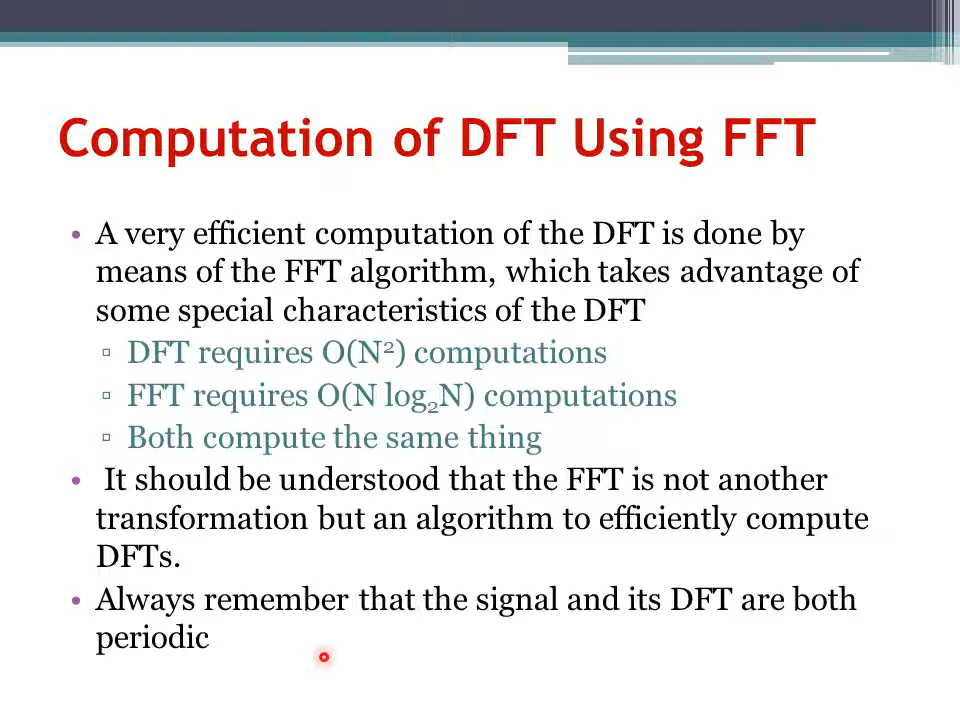 Computation of DFT Using FFT
• A very efficient computation of the DFT is done by
means of the FFT algorithm, which takes advantage of
some special characteristics of the DFT
▫ DFT requires O(N²) computations
▫ FFT requires O(N log₂N) computations
▫ Both compute the same thing
• It should be understood that the FFT is not another
transformation but an algorithm to efficiently compute
DFTs.
• Always remember that the signal and its DFT are both
periodic